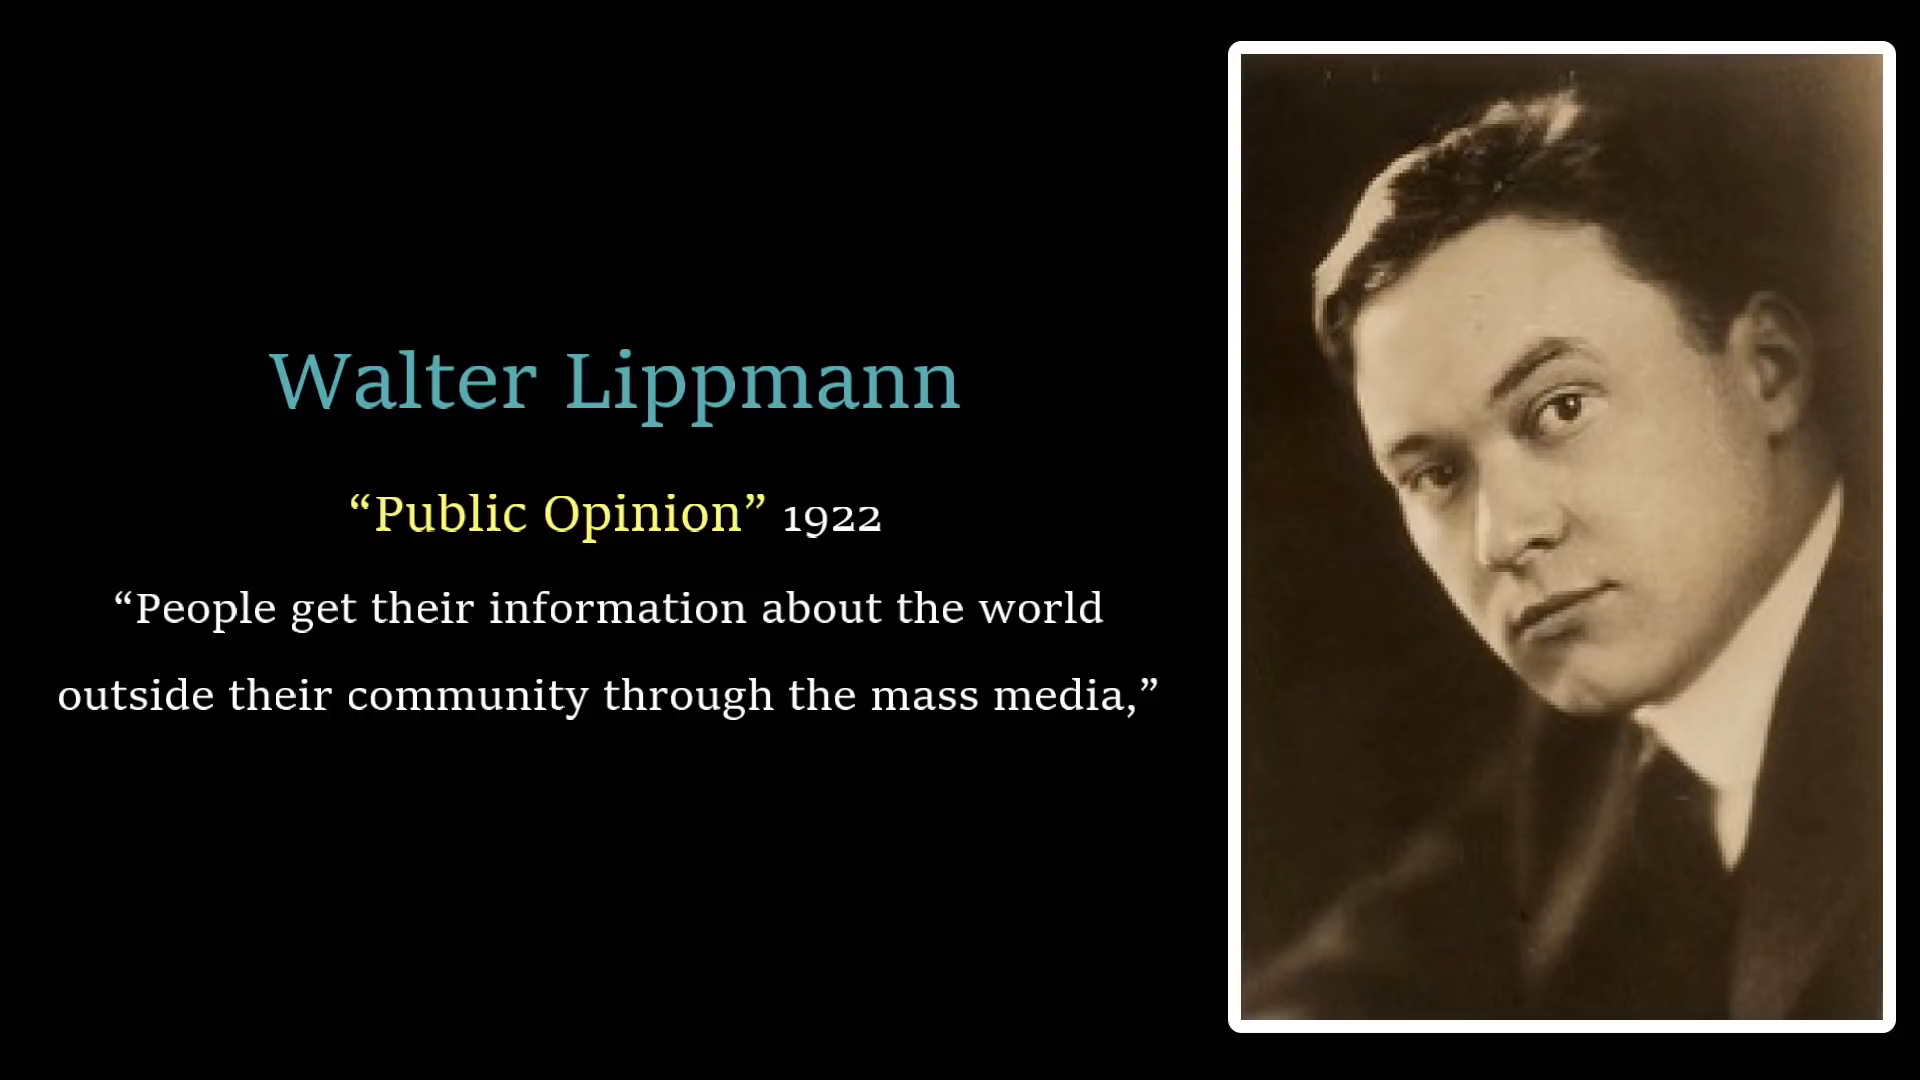 Walter Lippmann
“Public Opinion” 1922
“People get their information about the world
outside their community through the mass media,”